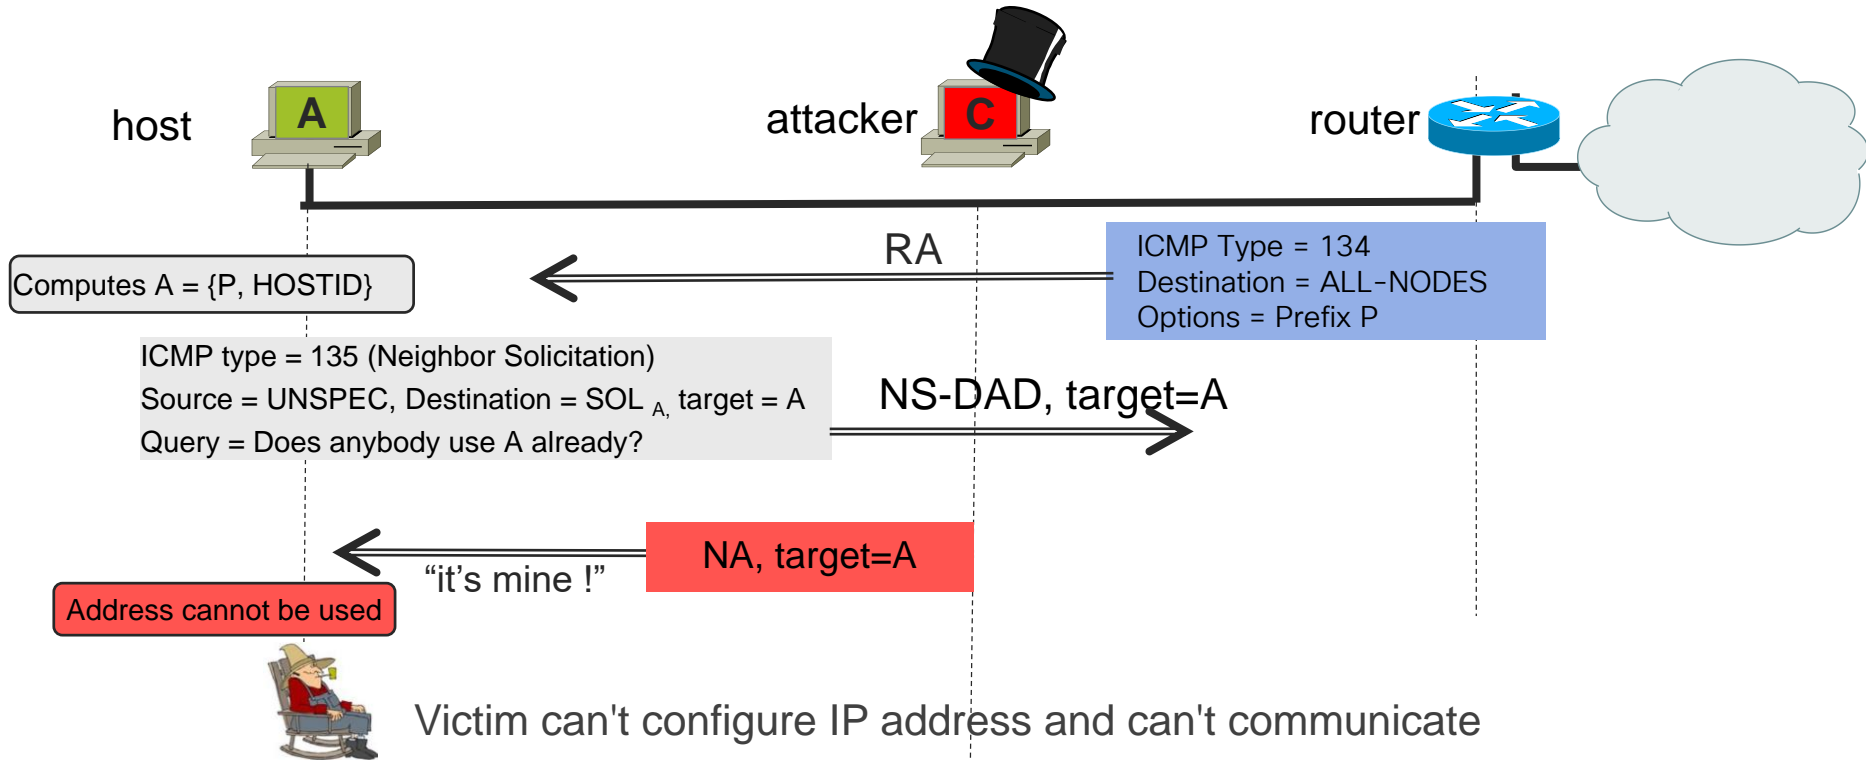 host
A
attacker
C
router
RA
ICMP Type = 134
Destination = ALL-NODES
Options = Prefix P
Computes A = {P, HOSTID}
ICMP type = 135 (Neighbor Solicitation)
Source = UNSPEC, Destination = SOL A, target = A
Query = Does anybody use A already?
NS-DAD, target=A
NA, target=A
“it’s mine !”
Address cannot be used
Victim can't configure IP address and can't communicate